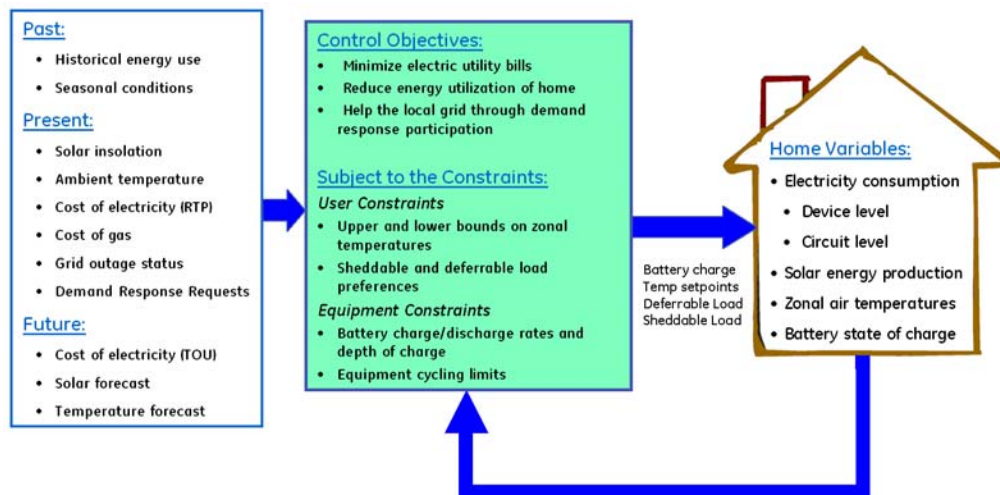 Past:
• Historical energy use
• Seasonal conditions
Present:
• Solar insolation
• Ambient temperature
• Cost of electricity (RTP)
• Cost of gas
• Grid outage status
• Demand Response Requests
Future:
• Cost of electricity (TOU)
• Solar forecast
• Temperature forecast
Control Objectives:
• Minimize electric utility bills
• Reduce energy utilization of home
• Help the local grid through demand
response participation
Subject to the Constraints:
User Constraints
• Upper and lower bounds on zonal
temperatures
• Sheddable and deferrable load
preferences
Equipment Constraints
• Battery charge/discharge rates and
depth of charge
• Equipment cycling limits
Battery charge
Temp setpoints
Deferrable Load
Sheddable Load
Home Variables:
• Electricity consumption
• Device level
• Circuit level
• Solar energy production
• Zonal air temperatures
• Battery state of charge